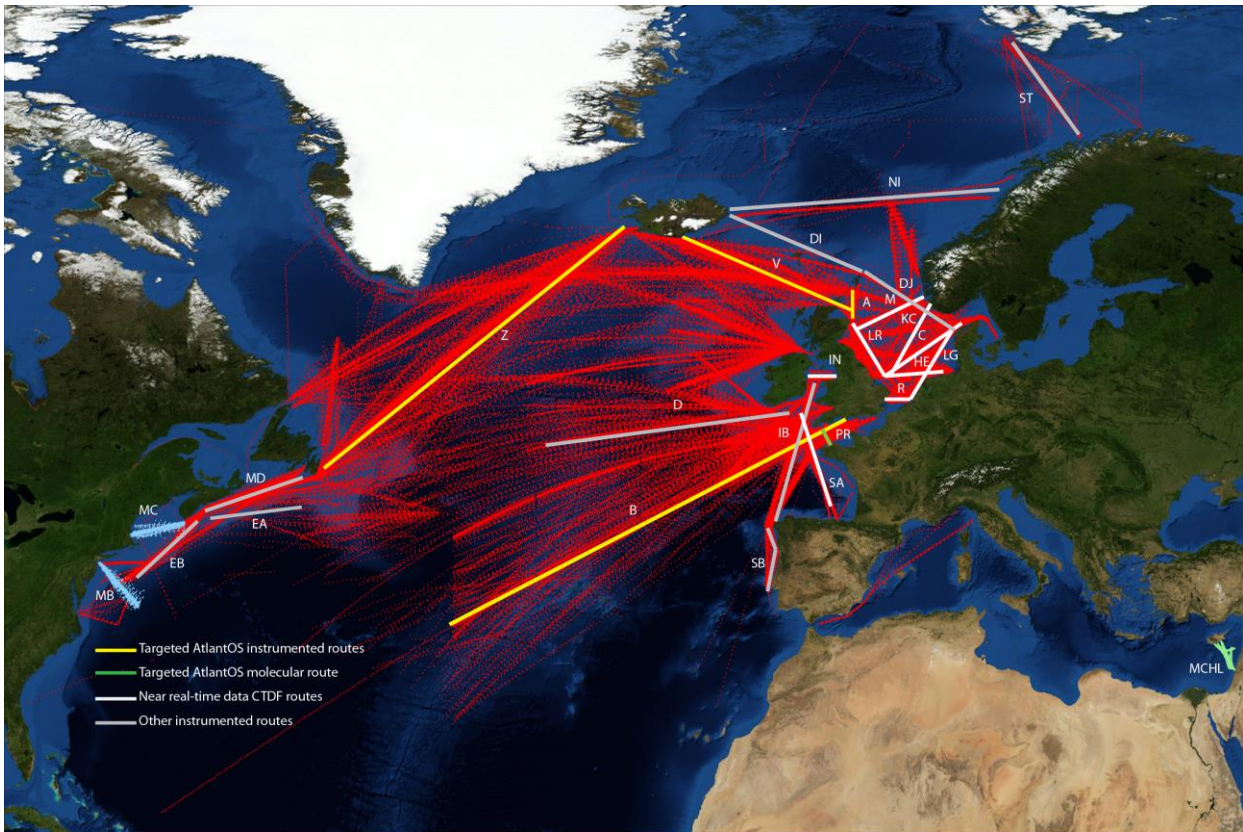 ST
NI
DI
V
DJ
A
M
KC
Z
LR
C
LG
IN
HE
R
D
IB
PR
MD
SA
MC
EA
B
EB
SB
MB
Targeted AtlantOS instrumented routes
MCHL
Targeted AtlantOS molecular route
Near real-time data CTDF routes
Other instrumented routes